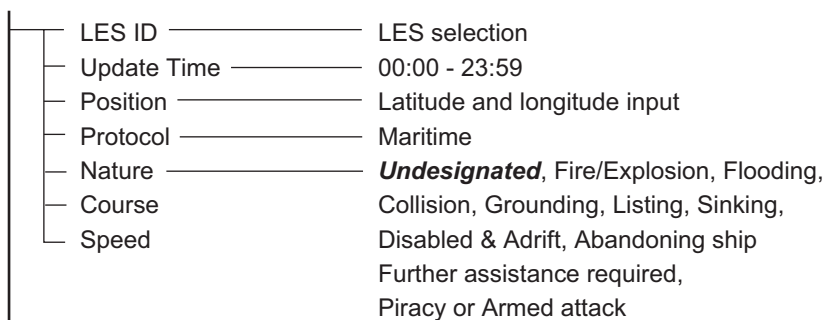 LES ID LES selection
Update Time 00:00 - 23:59
Position Latitude and longitude input
Protocol Maritime
Nature Undesignated, Fire/Explosion, Flooding,
Course Collision, Grounding, Listing, Sinking,
Speed Disabled & Adrift, Abandoning ship
Further assistance required,
Piracy or Armed attack